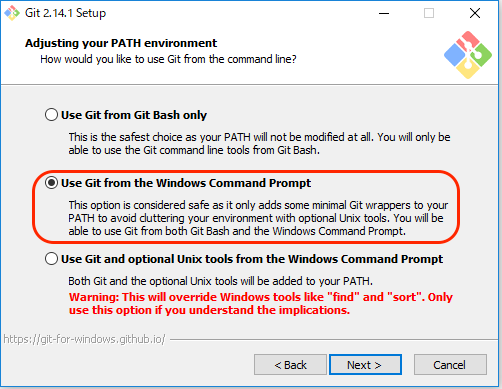 Git 2.14.1 Setup
Adjusting your PATH environment
How would you like to use Git from the command line?
Use Git from Git Bash only
This is the safest choice as your PATH will not be modified at all. You will only be
able to use the Git command line tools from Git Bash.
Use Git from the Windows Command Prompt
This option is considered safe as it only adds some minimal Git wrappers to your
PATH to avoid cluttering your environment with optional Unix tools. You will be
able to use Git from both Git Bash and the Windows Command Prompt.
Use Git and optional Unix tools from the Windows Command Prompt
Both Git and the optional Unix tools will be added to your PATH.
Warning: This will override Windows tools like "find" and "sort". Only
use this option if you understand the implications.
https://git-for-windows.github.io/
< Back Next > Cancel